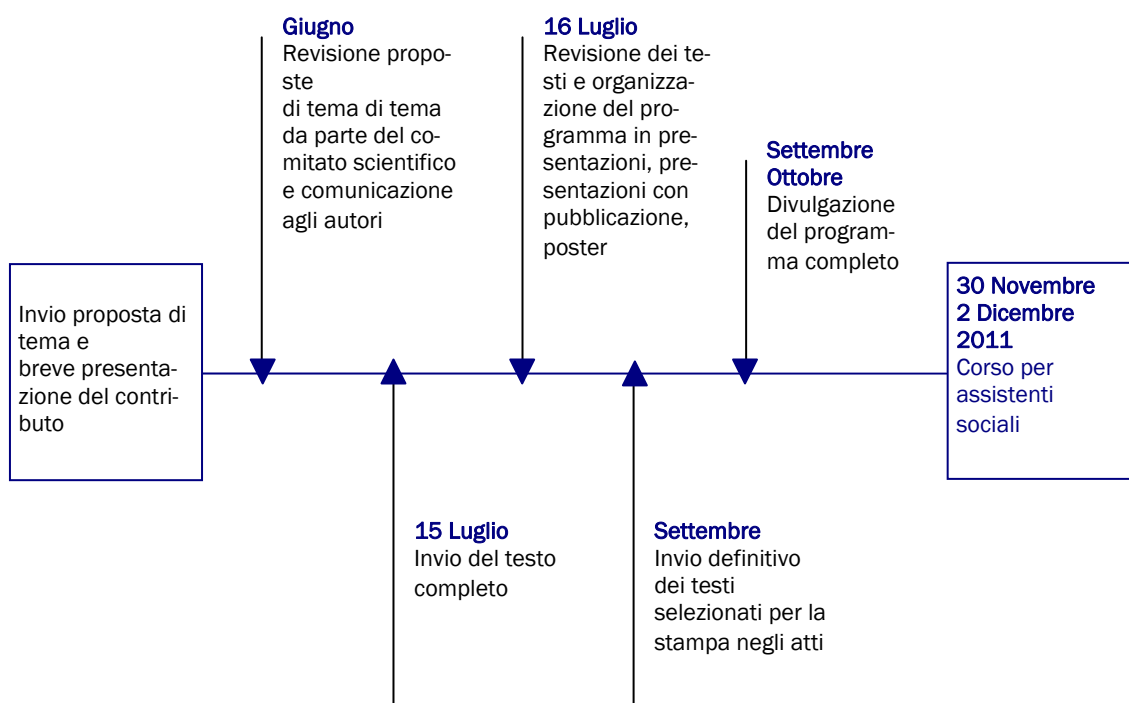 Giugno
Revisione propo-
ste
di tema di tema
da parte del co-
mitato scientifico
e comunicazione
agli autori
16 Luglio
Revisione dei te-
sti e organizza-
zione del pro-
gramma in pre-
sentazioni, pre-
sentazioni con
pubblicazione,
poster
Settembre
Ottobre
Divulgazione
del program-
ma completo
Invio proposta di
tema e
breve presenta-
zione del contri-
buto
30 Novembre
2 Dicembre
2011
Corso per
assistenti
sociali
15 Luglio
Invio del testo
completo
Settembre
Invio definitivo
dei testi
selezionati per la
stampa negli atti